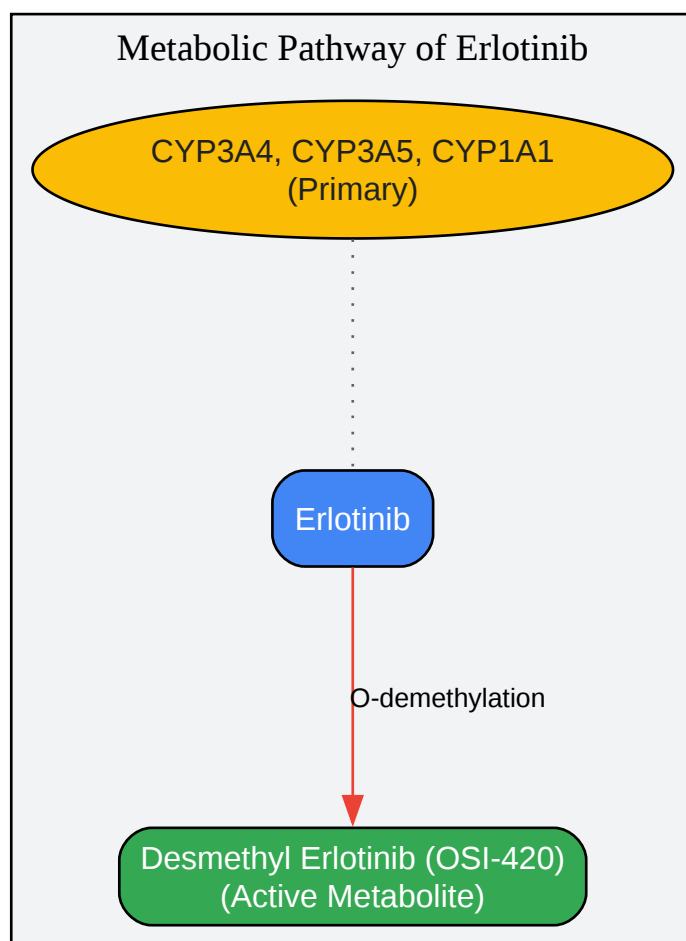 Metabolic Pathway of Erlotinib
CYP3A4, CYP3A5, CYP1A1
(Primary)
Erlotinib
O-demethylation
Desmethyl Erlotinib (OSI-420)
(Active Metabolite)